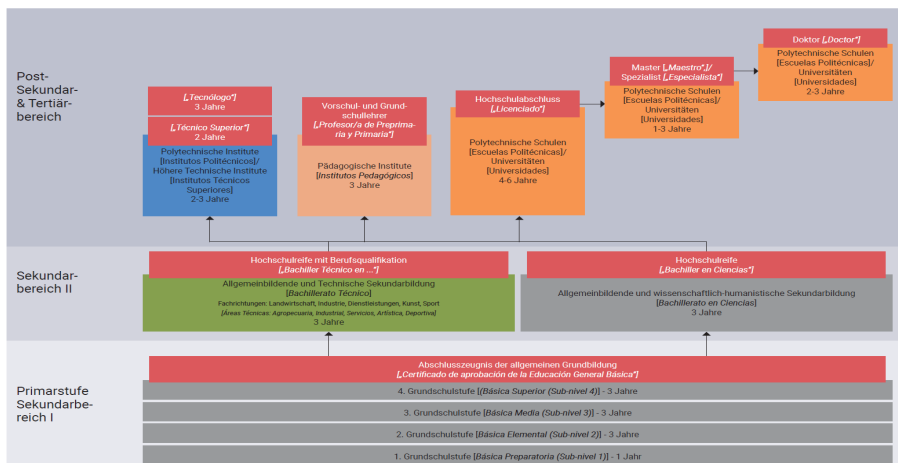 Post-
Sekundar-
& Tertiär-
bereich
[„Tecnólogo"]
3 Jahre
[„Técnico Superior"]
2 Jahre
Polytechnische Institute
[Institutos Politécnicos]/
Höhere Technische Institute
[Institutos Técnicos
Superiores]
2-3 Jahre
Vorschul- und Grund-
schullehrer
[„Profesor/a de Preprima-
ria y Primaria"]
Pädagogische Institute
[Institutos Pedagógicos]
3 Jahre
Hochschulabschluss
[„Licenciado"]
Polytechnische Schulen
[Escuelas Politécnicas]/
Universitäten
[Universidades]
4-6 Jahre
Master [„Maestro",]/
Spezialist [„Especialista"]
Polytechnische Schulen
[Escuelas Politécnicas]/
Universitäten
[Universidades]
1-3 Jahre
Doktor [„Doctor"]
Polytechnische Schulen
[Escuelas Politécnicas]/
Universitäten
[Universidades]
2-3 Jahre
Sekundar-
bereich II
Hochschulreife mit Berufsqualifikation
[„Bachiller Técnico en ..."]
Allgemeinbildende und Technische Sekundarbildung
[Bachillerato Técnico]
Fachrichtungen: Landwirtschaft, Industrie, Dienstleistungen, Kunst, Sport
[Áreas Técnicas: Agropecuaria, Industrial, Servicios, Artística, Deportiva]
3 Jahre
Hochschulreife
[„Bachiller en Ciencias"]
Allgemeinbildende und wissenschaftlich-humanistische Sekundarbildung
[Bachillerato en Ciencias]
3 Jahre
Primarstufe
Sekundarbe-
reich I
Abschlusszeugnis der allgemeinen Grundbildung
[„Certificado de aprobación de la Educación General Básica"]
4. Grundschulstufe [(Básica Superior (Sub-nivel 4)] - 3 Jahre
3. Grundschulstufe [Básica Media (Sub-nivel 3)] - 3 Jahre
2. Grundschulstufe [Básica Elemental (Sub-nivel 2)] - 3 Jahre
1. Grundschulstufe [Básica Preparatoria (Sub-nivel 1)] - 1 Jahr